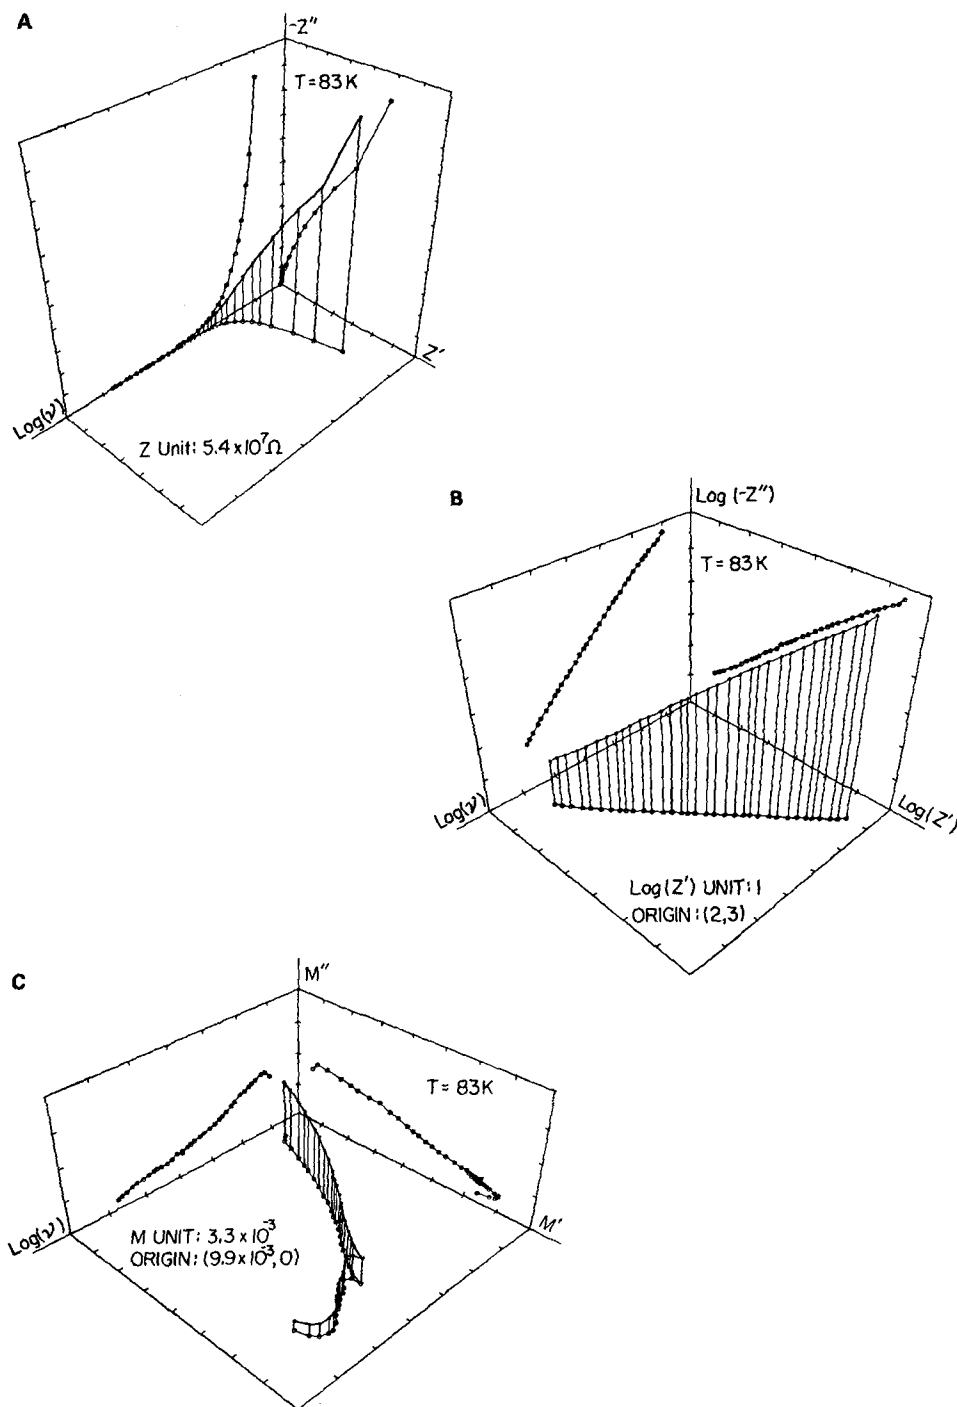 A
-Z″
T=83K
Z′
Log(ν)
Z Unit: 5.4x10⁷Ω
B
Log (-Z″)
T=83K
Log(ν)
Log(Z′)
Log(Z′) UNIT: 1
ORIGIN: (2,3)
C
M″
T=83K
Log(ν)
M′
M UNIT: 3.3x10⁻³
ORIGIN: (9.9x10⁻³,0)